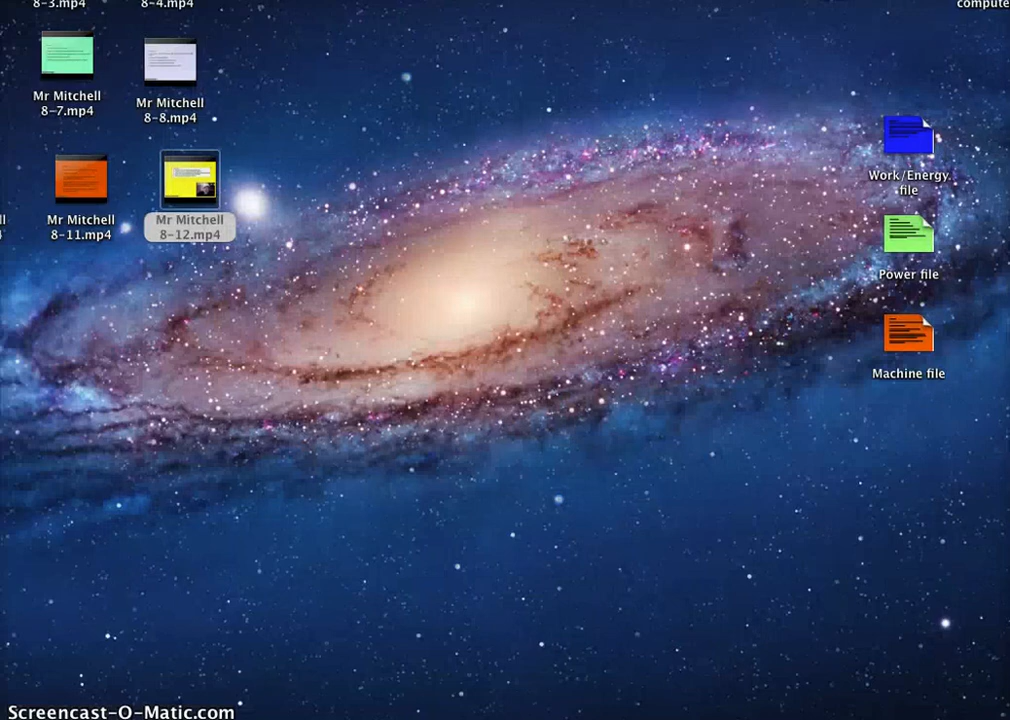 8-3.mp4
8-4.mp4
compute
Mr Mitchell
8-7.mp4
Mr Mitchell
8-8.mp4
Mr Mitchell
8-11.mp4
Mr Mitchell
8-12.mp4
Work/Energy
file
Power file
Machine file
Screencast-O-Matic.com